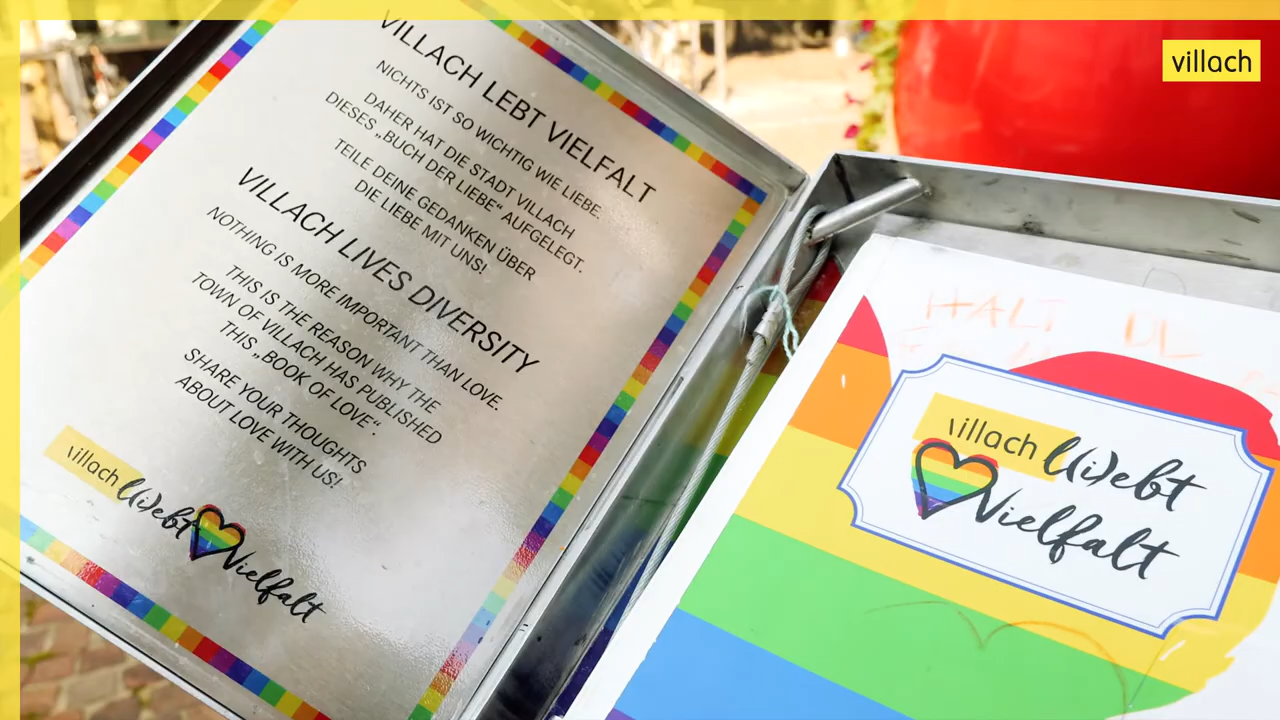 villach
VILLACH LEBT VIELFALT
NICHTS IST SO WICHTIG WIE LIEBE.
DAHER HAT DIE STADT VILLACH
DIESES „BUCH DER LIEBE“ AUFGELEGT.
TEILE DEINE GEDANKEN ÜBER
DIE LIEBE MIT UNS!
VILLACH LIVES DIVERSITY
NOTHING IS MORE IMPORTANT THAN LOVE.
THIS IS THE REASON WHY THE
TOWN OF VILLACH HAS PUBLISHED
THIS „BOOK OF LOVE“.
SHARE YOUR THOUGHTS
ABOUT LOVE WITH US!
villach l(i)ebt
Vielfalt
HALT
villach l(i)ebt
Vielfalt